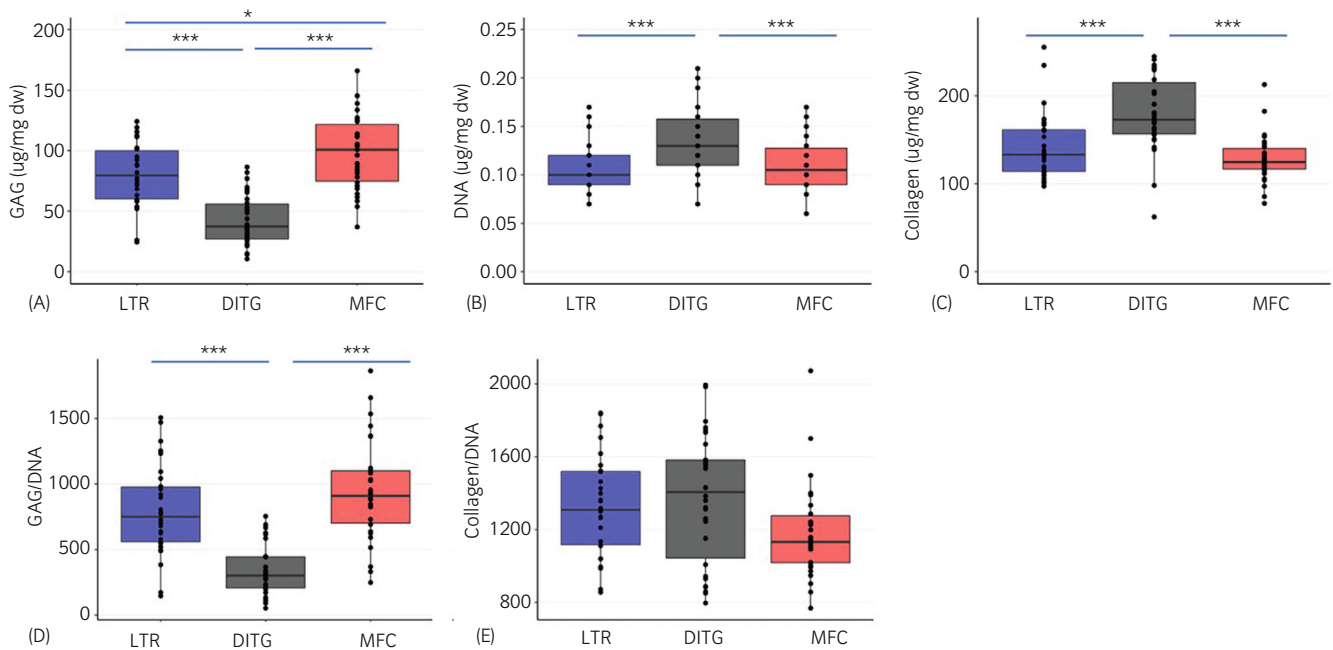 *
***
***
200
150
100
50
0
GAG (ug/mg dw)
LTR
DITG
MFC
(A)
***
***
0.25
0.20
0.15
0.10
0.05
0.00
DNA (ug/mg dw)
LTR
DITG
MFC
(B)
***
***
200
100
0
Collagen (ug/mg dw)
LTR
DITG
MFC
(C)
***
***
1500
1000
500
0
GAG/DNA
LTR
DITG
MFC
(D)
2000
1600
1200
800
Collagen/DNA
LTR
DITG
MFC
(E)